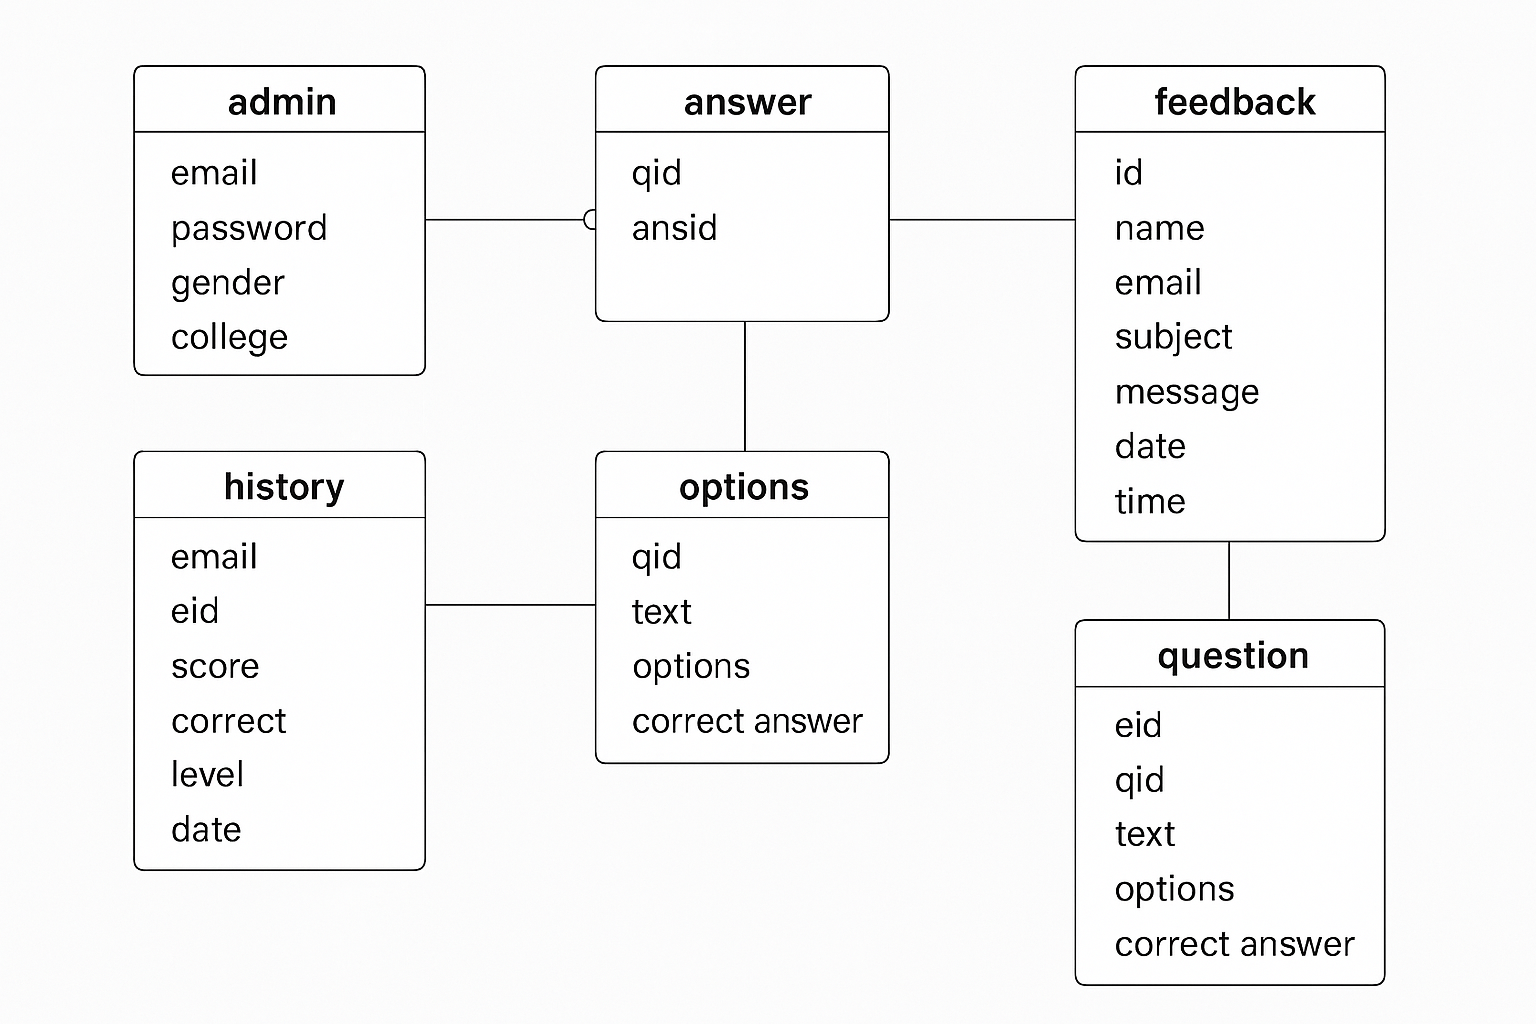 admin
email
password
gender
college
answer
qid
ansid
feedback
id
name
email
subject
message
date
time
history
email
eid
score
correct
level
date
options
qid
text
options
correct answer
question
eid
qid
text
options
correct answer